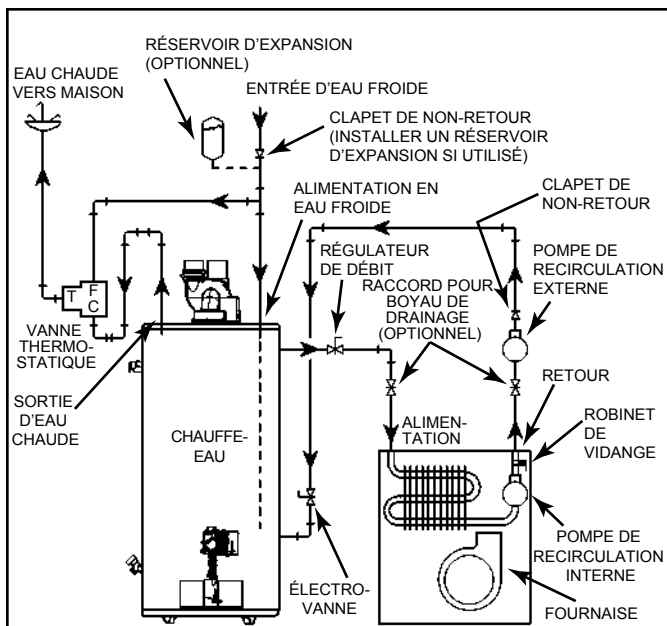 RÉSERVOIR D'EXPANSION
(OPTIONNEL)
EAU CHAUDE
VERS MAISON
ENTRÉE D'EAU FROIDE
CLAPET DE NON-RETOUR
(INSTALLER UN RÉSERVOIR
D'EXPANSION SI UTILISÉ)
ALIMENTATION EN
EAU FROIDE
CLAPET DE
NON-RETOUR
RÉGULATEUR
DE DÉBIT
POMPE DE
RECIRCULATION
EXTERNE
RACCORD POUR
BOYAU DE
DRAINAGE
(OPTIONNEL)
T
F
C
VANNE
THERMO-
STATIQUE
RETOUR
SORTIE
D'EAU
CHAUDE
CHAUFFE-
EAU
ALIMEN-
TATION
ROBINET
DE
VIDANGE
POMPE DE
RECIRCULATION
INTERNE
ÉLECTRO-
VANNE
FOURNAISE